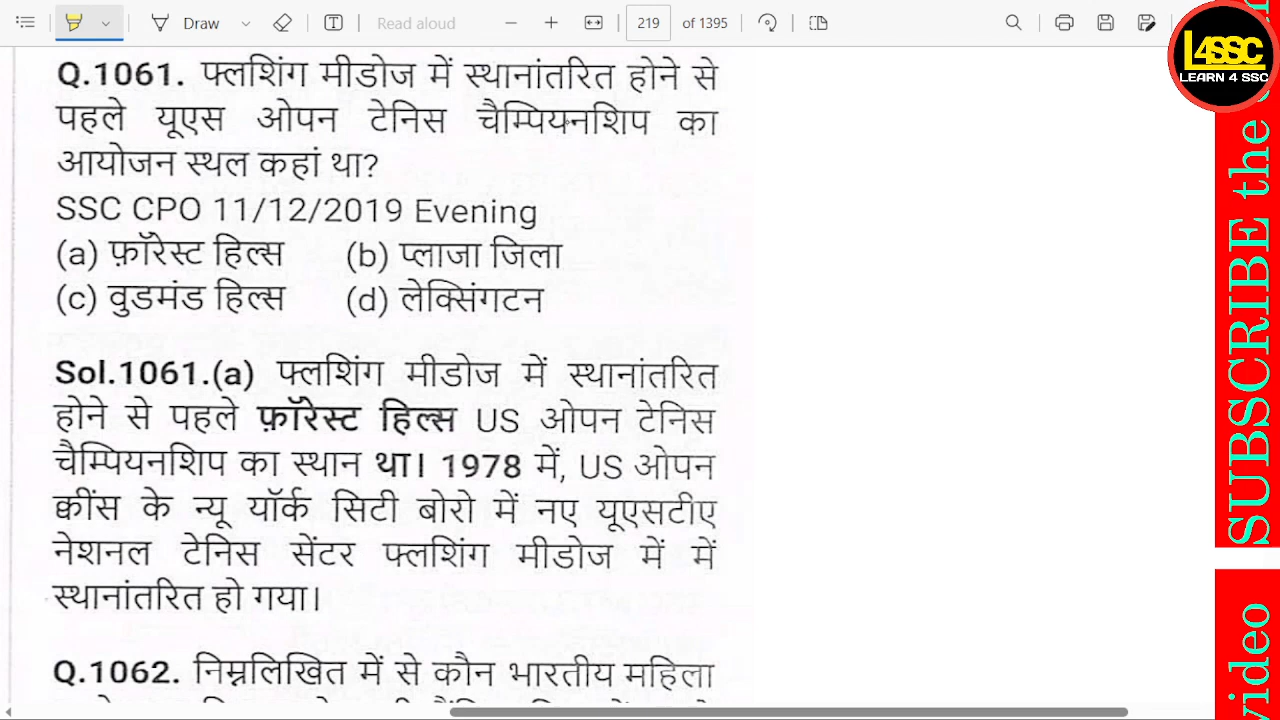 Draw
Read aloud
219
of 1395
Q.1061. फ्लशिंग मीडोज में स्थानांतरित होने से
पहले यूएस ओपन टेनिस चैम्पियनशिप का
आयोजन स्थल कहां था?
SSC CPO 11/12/2019 Evening
(a) फ़ॉरेस्ट हिल्स (b) प्लाजा जिला
(c) वुडमंड हिल्स (d) लेक्सिंगटन
Sol.1061.(a) फ्लशिंग मीडोज में स्थानांतरित
होने से पहले फ़ॉरेस्ट हिल्स US ओपन टेनिस
चैम्पियनशिप का स्थान था। 1978 में, US ओपन
क्वींस के न्यू यॉर्क सिटी बोरो में नए यूएसटीए
नेशनल टेनिस सेंटर फ्लशिंग मीडोज में में
स्थानांतरित हो गया।
Q.1062. निम्नलिखित में से कौन भारतीय महिला
L4SSC
LEARN 4 SSC
SUBSCRIBE the
video